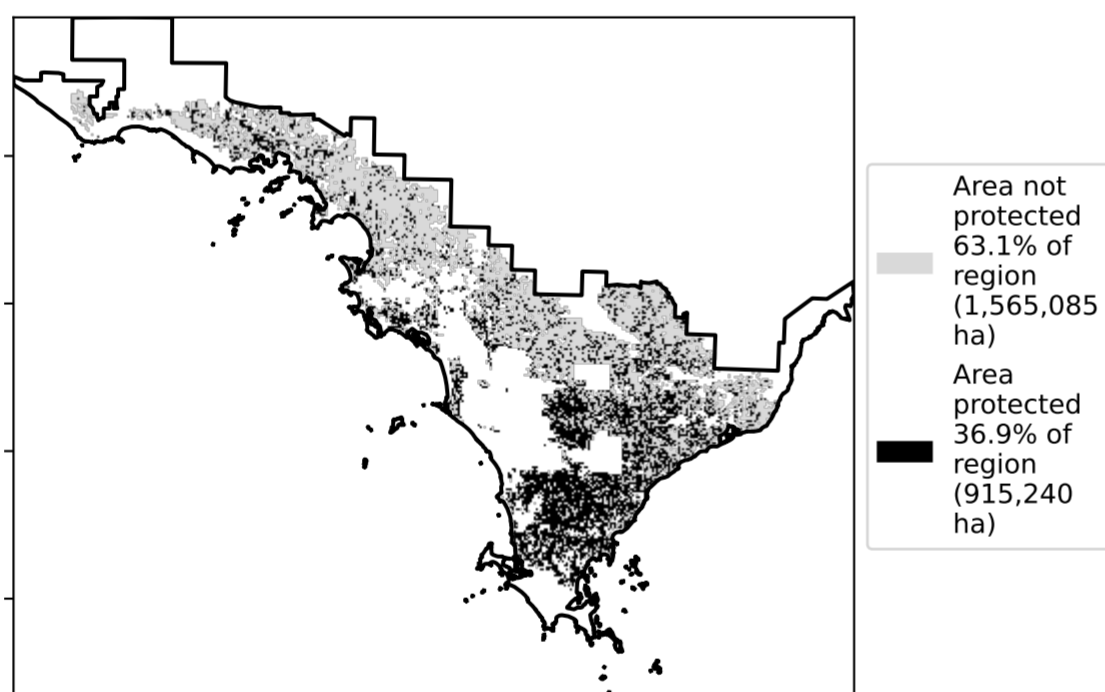 Area not
protected
63.1% of
region
(1,565,085
ha)
Area
protected
36.9% of
region
(915,240
ha)